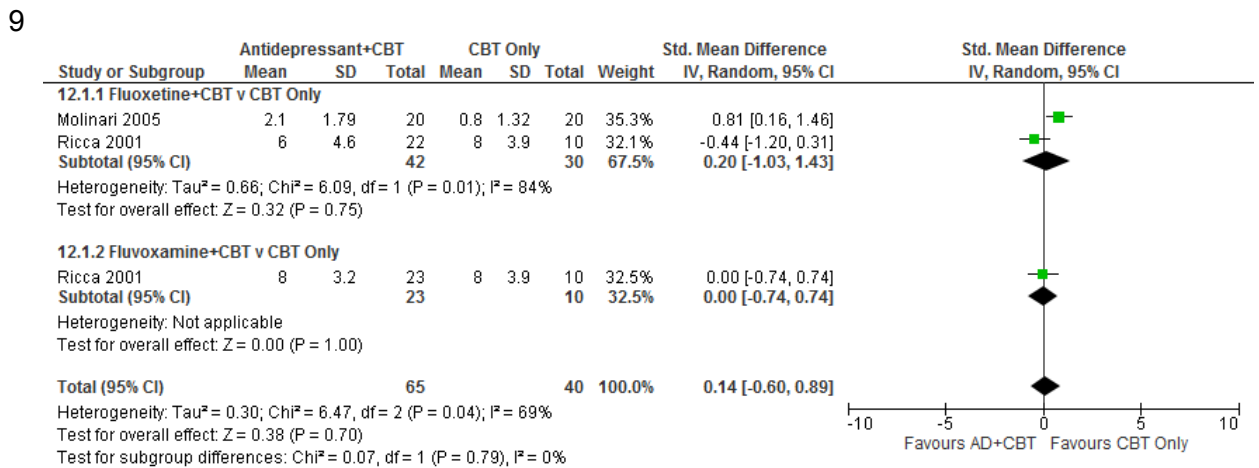 9
Antidepressant+CBT CBT Only Std. Mean Difference Std. Mean Difference
Study or Subgroup Mean SD Total Mean SD Total Weight IV, Random, 95% CI IV, Random, 95% CI
12.1.1 Fluoxetine+CBT v CBT Only
Molinari 2005 2.1 1.79 20 0.8 1.32 20 35.3% 0.81 [0.16, 1.46]
Ricca 2001 6 4.6 22 8 3.9 10 32.1% -0.44 [-1.20, 0.31]
Subtotal (95% CI) 42 30 67.5% 0.20 [-1.03, 1.43]
Heterogeneity: Tau² = 0.66; Chi² = 6.09, df = 1 (P = 0.01); I² = 84%
Test for overall effect: Z = 0.32 (P = 0.75)
12.1.2 Fluvoxamine+CBT v CBT Only
Ricca 2001 8 3.2 23 8 3.9 10 32.5% 0.00 [-0.74, 0.74]
Subtotal (95% CI) 23 10 32.5% 0.00 [-0.74, 0.74]
Heterogeneity: Not applicable
Test for overall effect: Z = 0.00 (P = 1.00)
Total (95% CI) 65 40 100.0% 0.14 [-0.60, 0.89]
Heterogeneity: Tau² = 0.30; Chi² = 6.47, df = 2 (P = 0.04); I² = 69%
Test for overall effect: Z = 0.38 (P = 0.70)
Test for subgroup differences: Chi² = 0.07, df = 1 (P = 0.79), I² = 0%
-10 -5 0 5 10
Favours AD+CBT Favours CBT Only